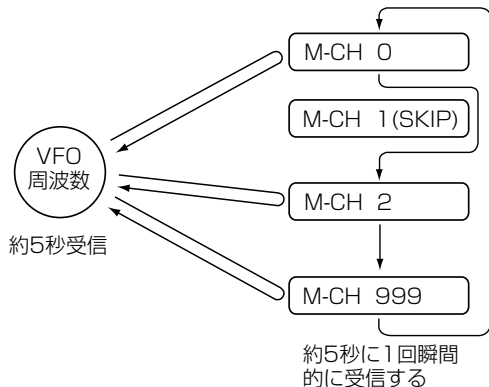 M-CH 0
M-CH 1(SKIP)
VFO
周波数
M-CH 2
約5秒受信
M-CH 999
約5秒に1回瞬間
的に受信する